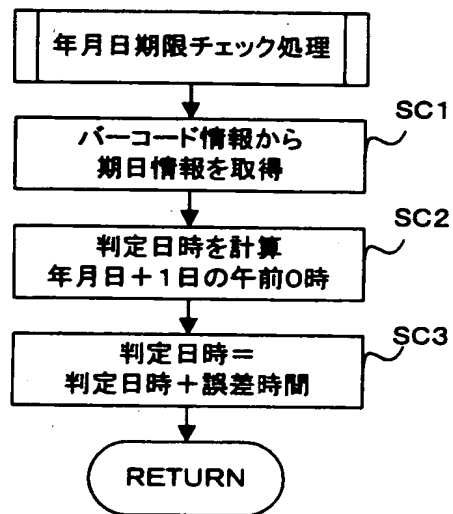 年月日期限チェック処理
SC1
バーコード情報から
期日情報を取得
SC2
判定日時を計算
年月日+1日の午前0時
SC3
判定日時=
判定日時+誤差時間
RETURN